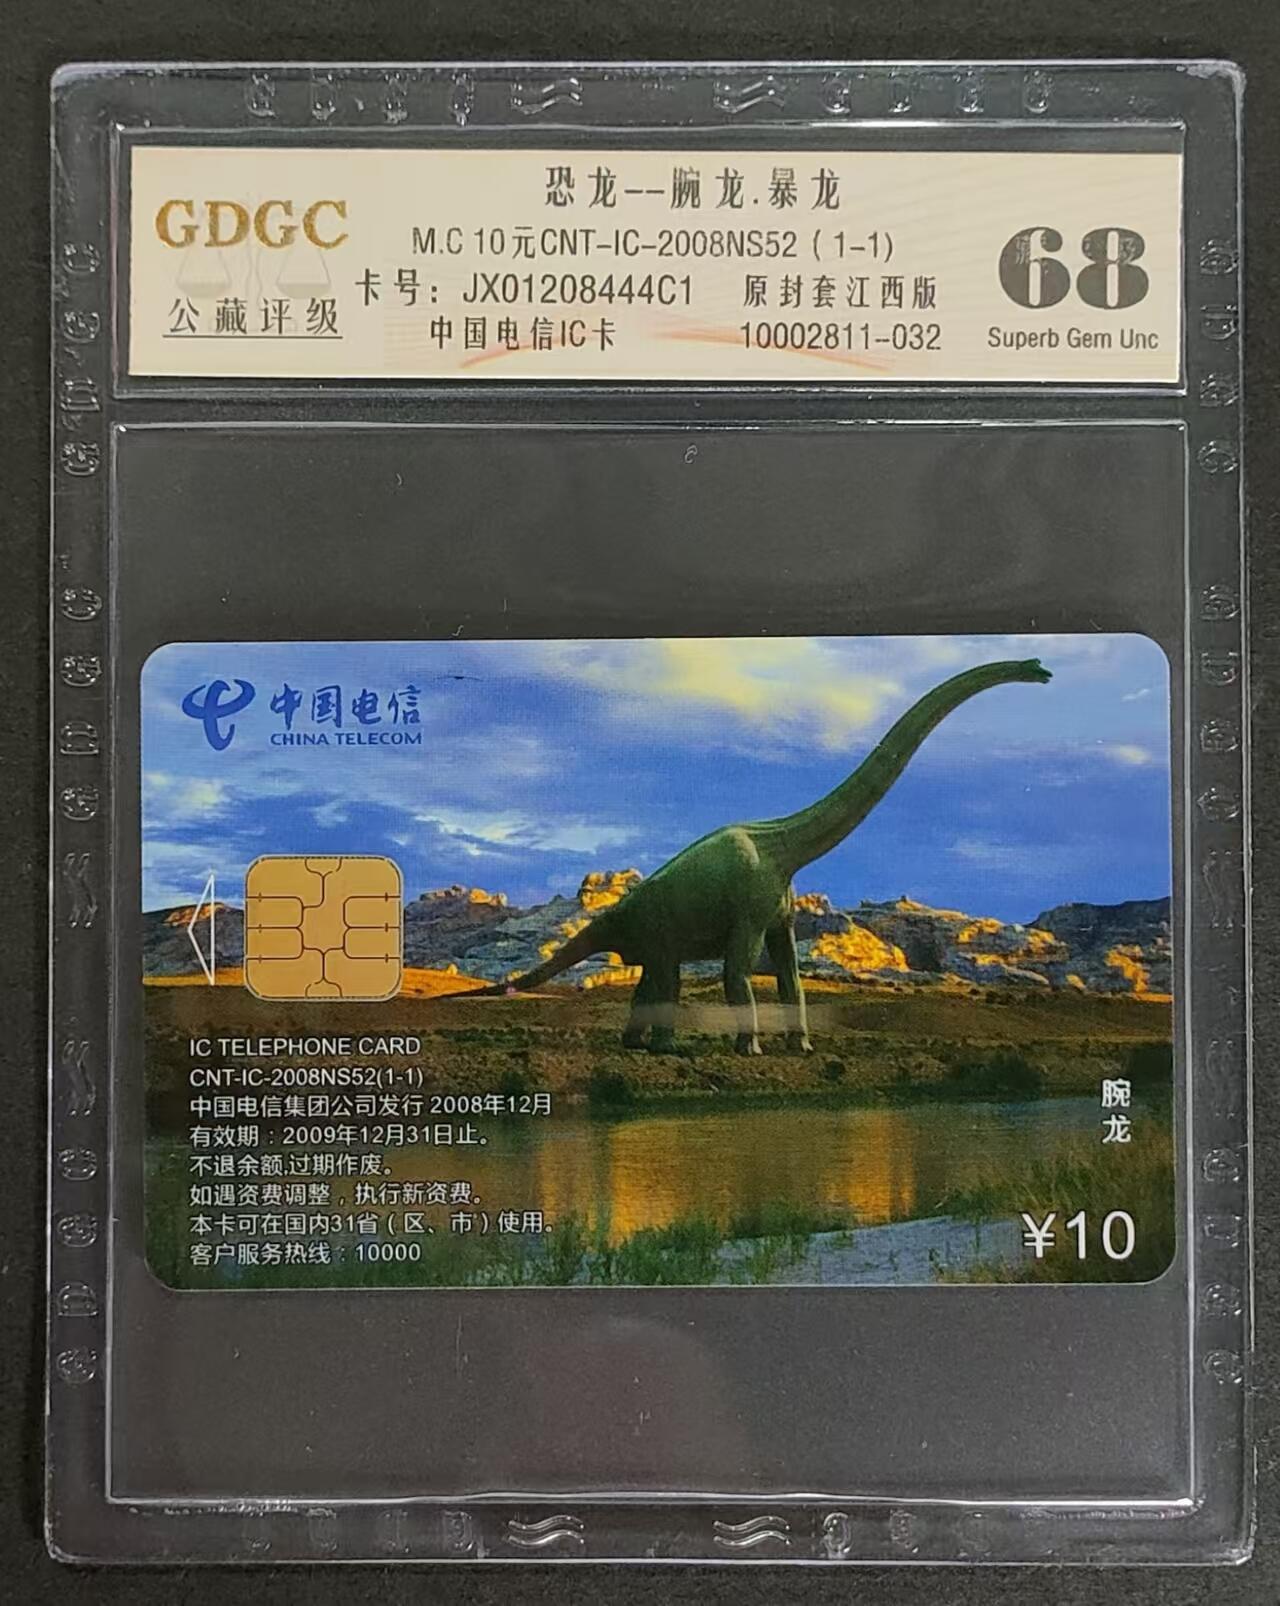 恐龙--腕龙.暴龙
GDGC
公藏评级
M.C 10元CNT-IC-2008NS52 ( 1-1)
卡号: JX01208444C1 原封套江西版
中国电信IC卡 10002811-032
68
Superb Gem Unc
中国电信
CHINA TELECOM
IC TELEPHONE CARD
CNT-IC-2008NS52(1-1)
中国电信集团公司发行 2008年12月
有效期:2009年12月31日止。
不退余额,过期作废。
如遇资费调整,执行新资费。
本卡可在国内31省(区、市)使用。
客户服务热线:10000
腕龙
¥10